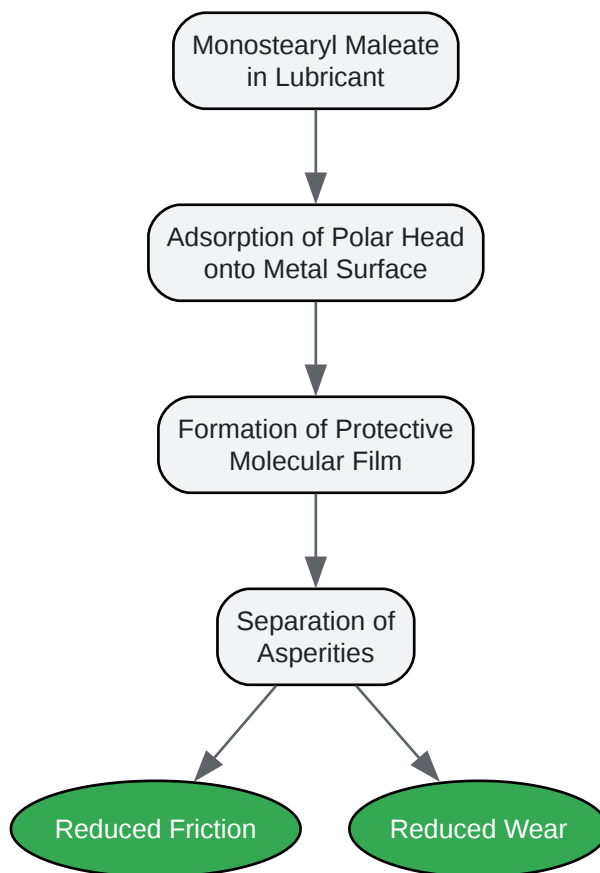 Monostearyl Maleate
in Lubricant
Adsorption of Polar Head
onto Metal Surface
Formation of Protective
Molecular Film
Separation of
Asperities
Reduced Friction
Reduced Wear